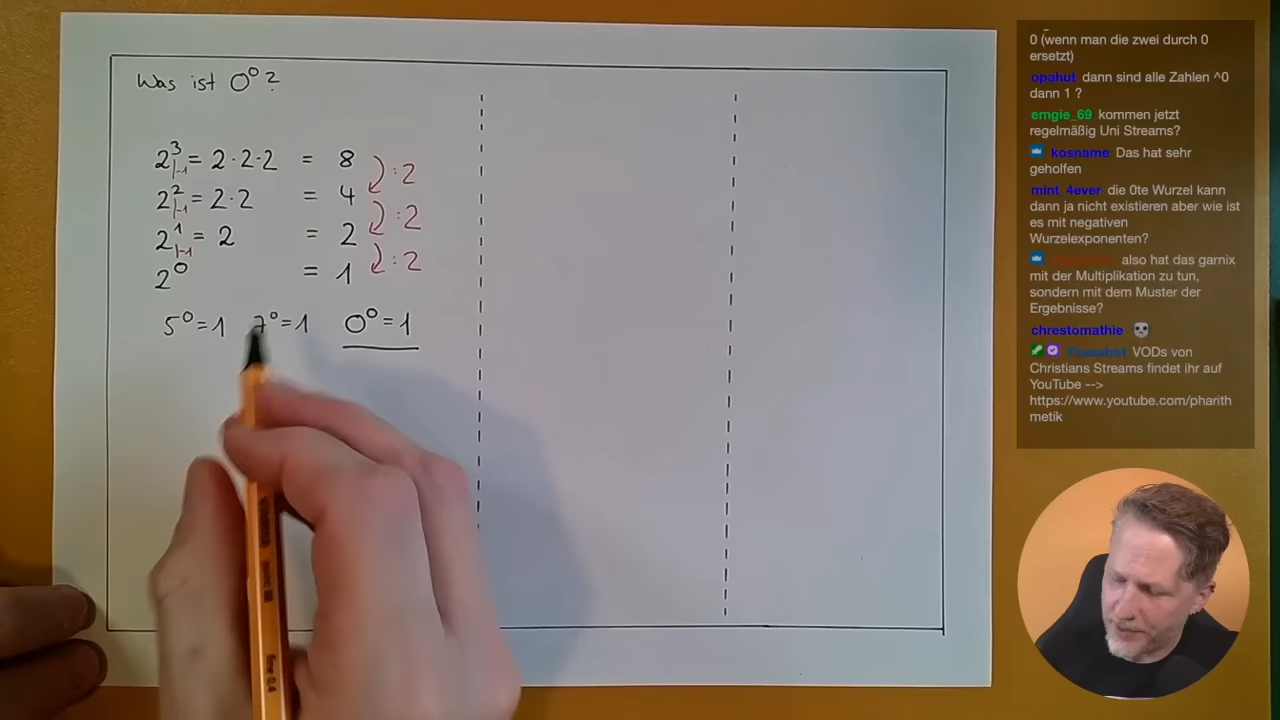 Was ist 0⁰?
2³ = 2·2·2 = 8 ):2
|-1
2² = 2·2 = 4 ):2
|-1
2¹ = 2 = 2 ):2
|-1
2⁰ = 1
5⁰=1 7⁰=1 0⁰=1
0 (wenn man die zwei durch 0
ersetzt)
opahut dann sind alle Zahlen ^0
dann 1 ?
emgie_69 kommen jetzt
regelmäßig Uni Streams?
kosname Das hat sehr
geholfen
mint_4ever die 0te Wurzel kann
dann ja nicht existieren aber wie ist
es mit negativen
Wurzelexponenten?
also hat das garnix
mit der Multiplikation zu tun,
sondern mit dem Muster der
Ergebnisse?
chrestomathie 💀
VODs von
Christians Streams findet ihr auf
YouTube -->
https://www.youtube.com/pharith
metik